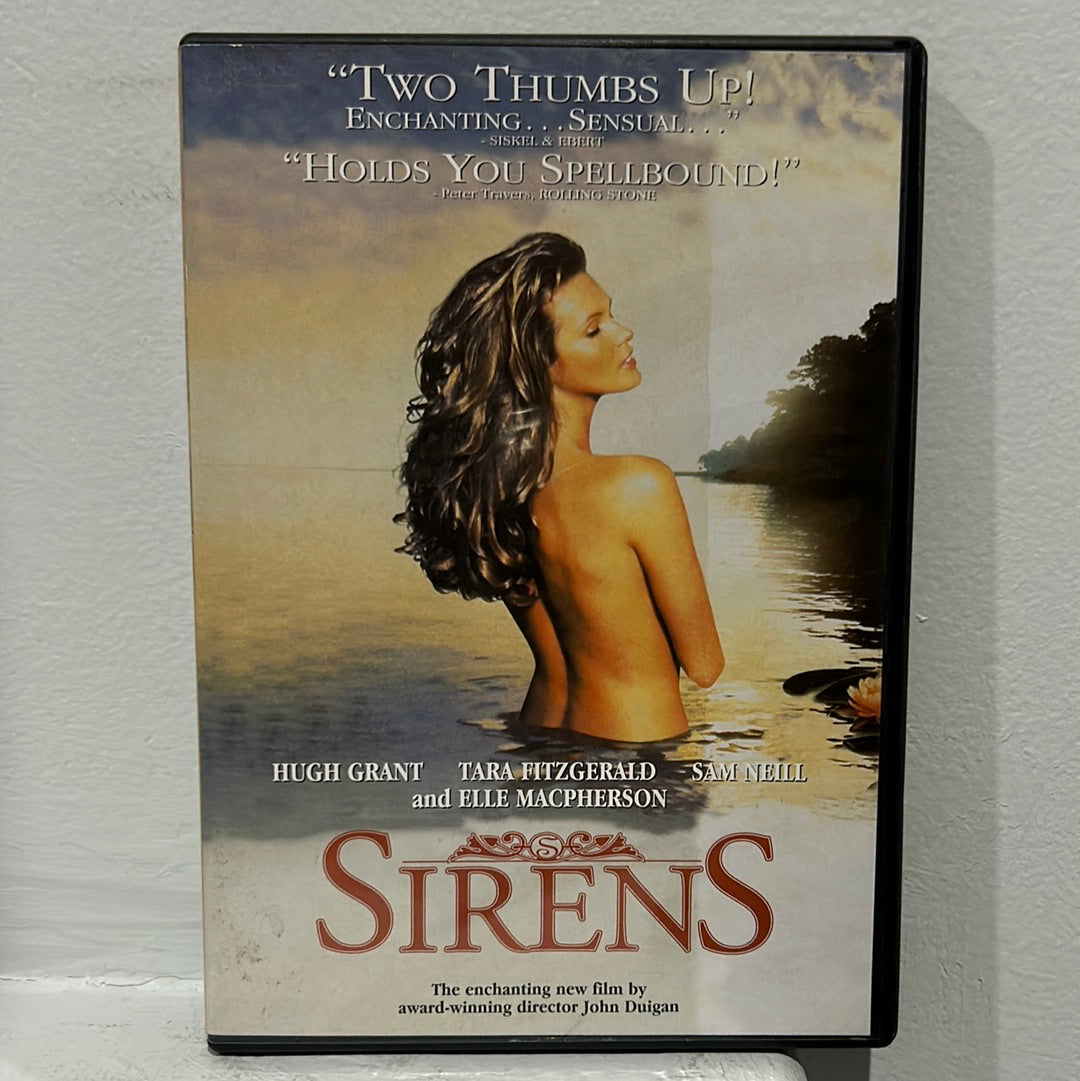 “TWO THUMBS UP!
ENCHANTING...SENSUAL...”
-SISKEL & EBERT
“HOLDS YOU SPELLBOUND!”
- Peter Travers, ROLLING STONE
HUGH GRANT TARA FITZGERALD SAM NEILL
and ELLE MACPHERSON
S
SIRENS
The enchanting new film by
award-winning director John Duigan